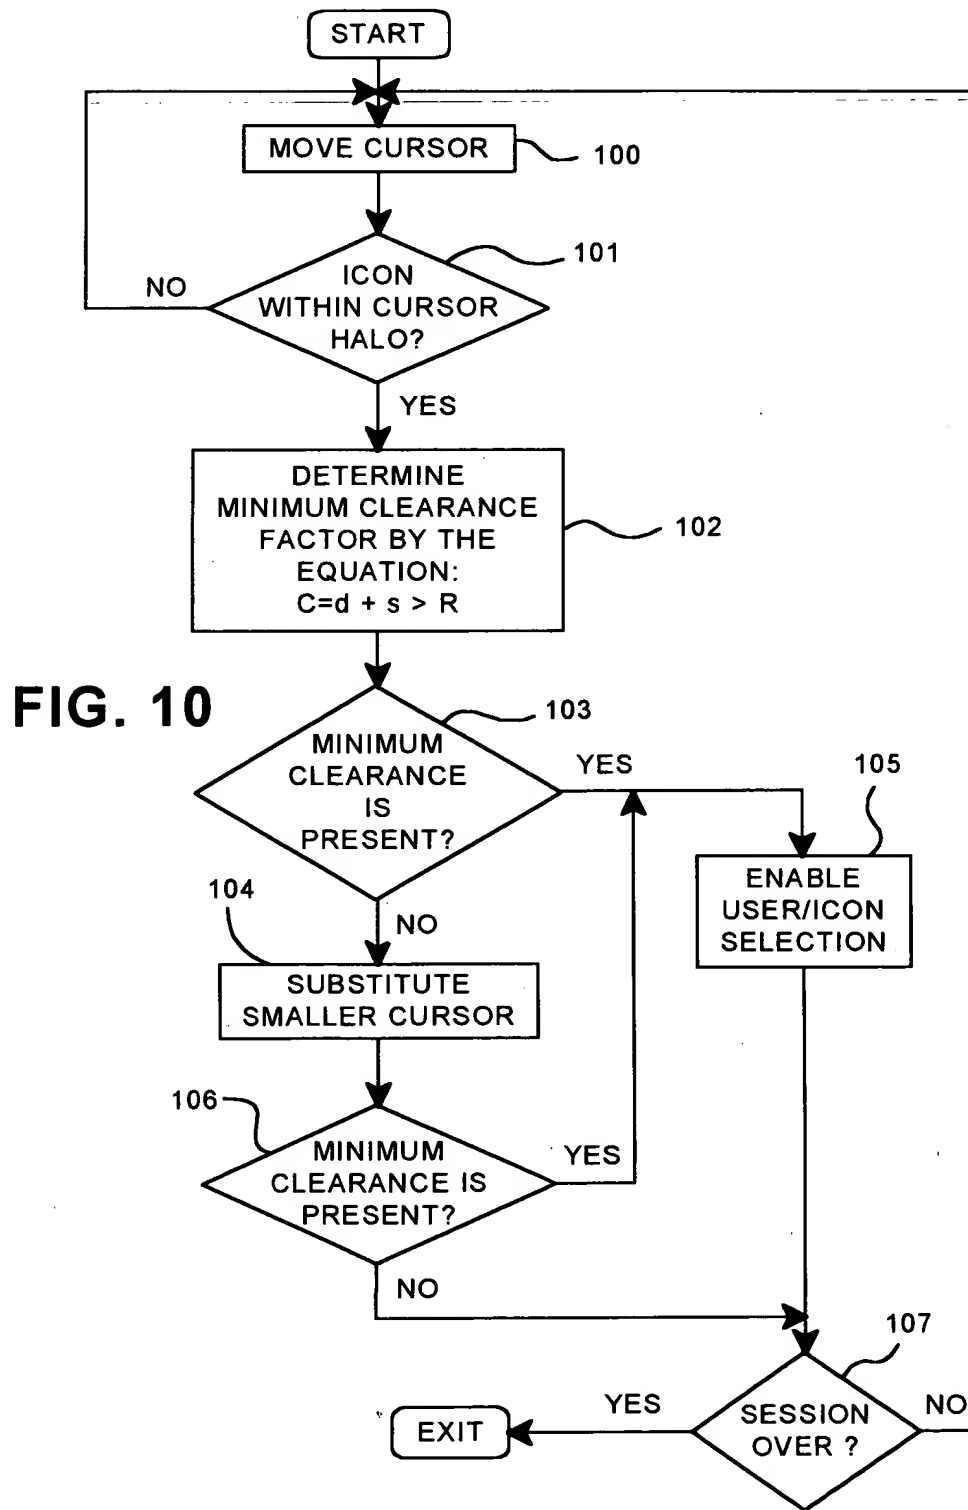 START
MOVE CURSOR
100
101
ICON
WITHIN CURSOR
HALO?
NO
YES
DETERMINE
MINIMUM CLEARANCE
FACTOR BY THE
EQUATION:
C=d + s > R
102
FIG. 10
103
MINIMUM
CLEARANCE
IS
PRESENT?
YES
105
ENABLE
USER/ICON
SELECTION
104
NO
SUBSTITUTE
SMALLER CURSOR
106
MINIMUM
CLEARANCE IS
PRESENT?
YES
NO
107
SESSION
OVER ?
YES
NO
EXIT